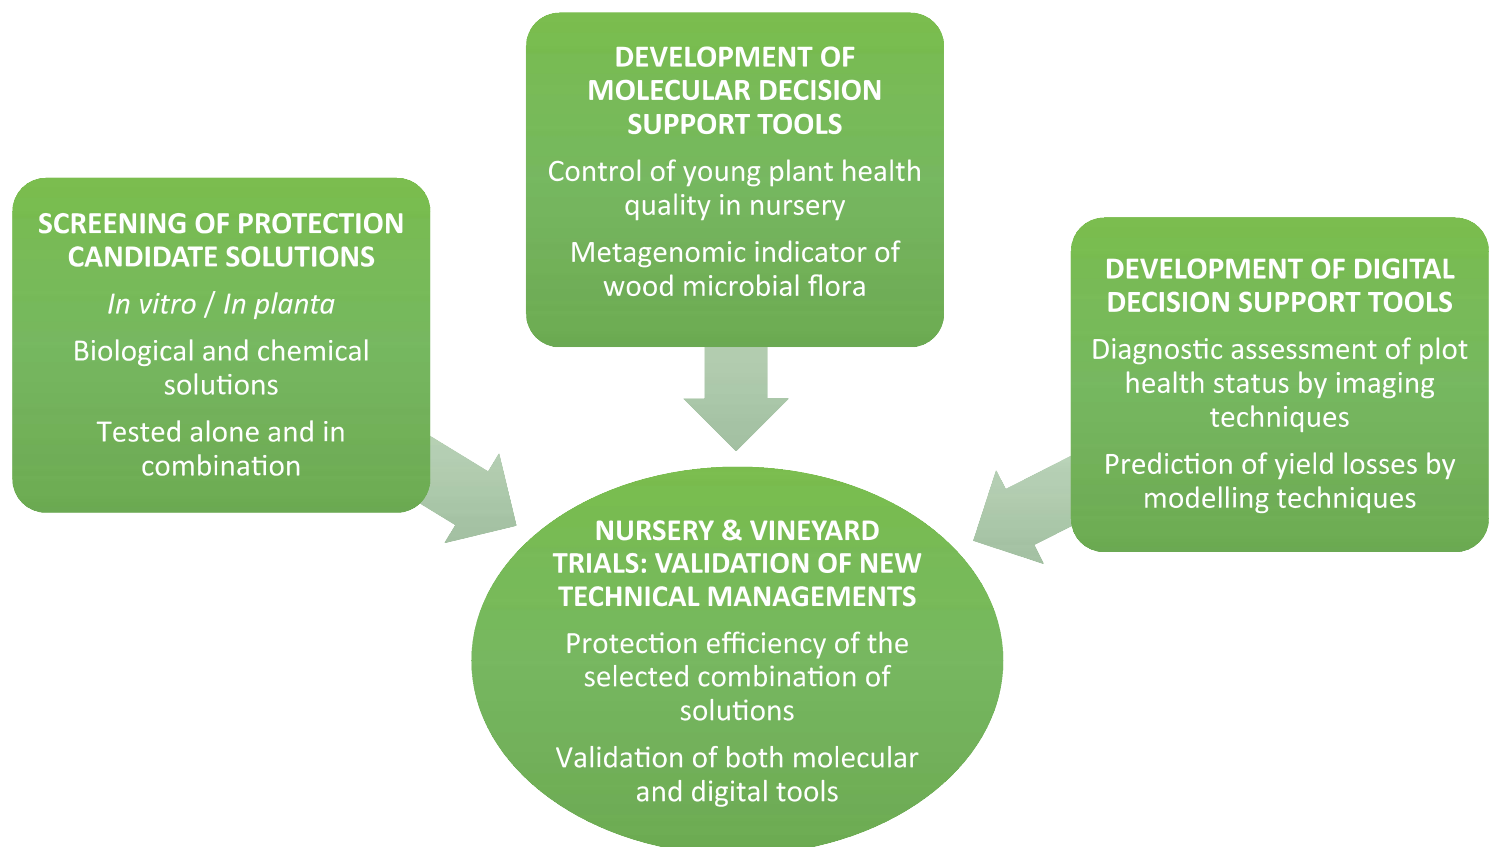 SCREENING OF PROTECTION
CANDIDATE SOLUTIONS
In vitro / In planta
Biological and chemical
solutions
Tested alone and in
combination
DEVELOPMENT OF
MOLECULAR DECISION
SUPPORT TOOLS
Control of young plant health
quality in nursery
Metagenomic indicator of
wood microbial flora
DEVELOPMENT OF DIGITAL
DECISION SUPPORT TOOLS
Diagnostic assessment of plot
health status by imaging
techniques
Prediction of yield losses by
modelling techniques
NURSERY & VINEYARD
TRIALS: VALIDATION OF NEW
TECHNICAL MANAGEMENTS
Protection efficiency of the
selected combination of
solutions
Validation of both molecular
and digital tools